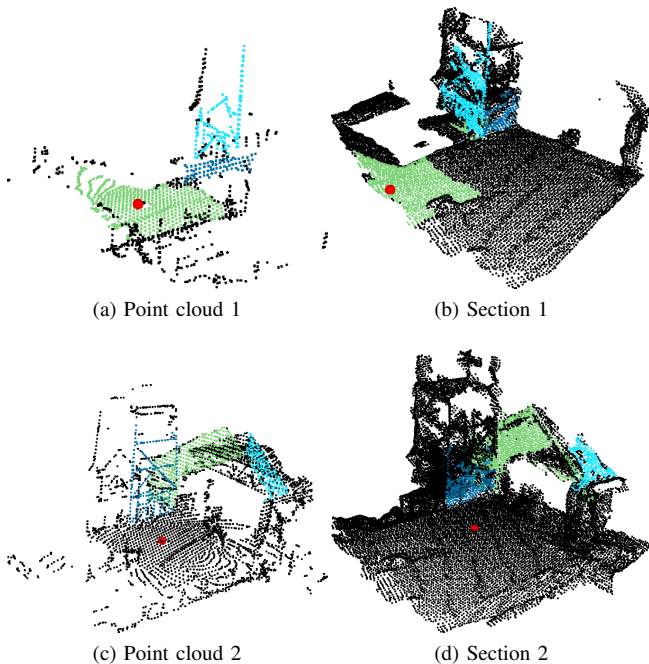 (a) Point cloud 1
(b) Section 1
(c) Point cloud 2
(d) Section 2